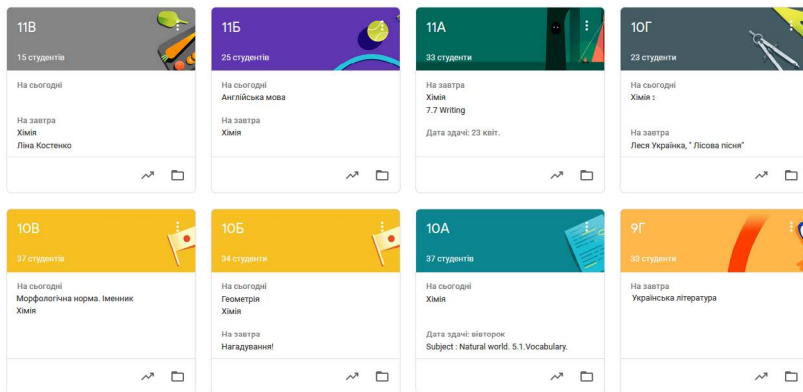 11В
15 студентів
На сьогодні
На завтра
Хімія
Ліна Костенко
11Б
25 студентів
На сьогодні
Англійська мова
На завтра
Хімія
11А
33 студенти
На завтра
Хімія
7.7 Writing
Дата здачі: 23 квіт.
10Г
23 студенти
На сьогодні
Хімія :
На завтра
Леся Українка, " Лісова пісня"
10В
37 студентів
На сьогодні
Морфологічна норма. Іменник
Хімія
10Б
34 студенти
На сьогодні
Геометрія
Хімія
На завтра
Нагадування!
10А
37 студентів
На сьогодні
Хімія
Дата здачі: вівторок
Subject : Natural world. 5.1.Vocabulary.
9Г
33 студенти
На завтра
Українська література